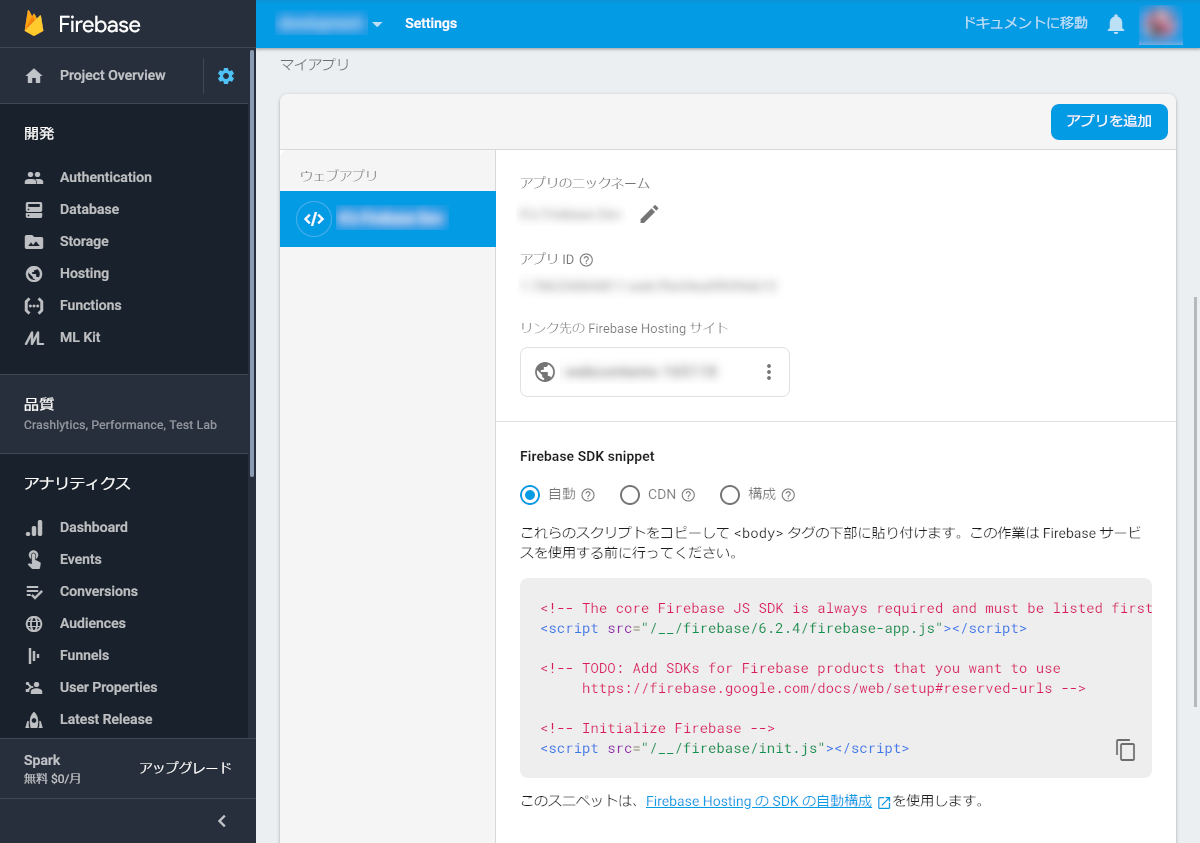 Firebase
Settings
ドキュメントに移動
Project Overview
開発
Authentication
Database
Storage
Hosting
Functions
ML Kit
品質
Crashlytics, Performance, Test Lab
アナリティクス
Dashboard
Events
Conversions
Audiences
Funnels
User Properties
Latest Release
Spark
無料 $0/月
アップグレード
マイアプリ
アプリを追加
ウェブアプリ
アプリのニックネーム
アプリ ID
リンク先の Firebase Hosting サイト
Firebase SDK snippet
自動
CDN
構成
これらのスクリプトをコピーして <body> タグの下部に貼り付けます。この作業は Firebase サービ
スを使用する前に行ってください。
<!-- The core Firebase JS SDK is always required and must be listed first
<script src="/__/firebase/6.2.4/firebase-app.js"></script>
<!-- TODO: Add SDKs for Firebase products that you want to use
https://firebase.google.com/docs/web/setup#reserved-urls -->
<!-- Initialize Firebase -->
<script src="/__/firebase/init.js"></script>
このスニペットは、Firebase Hosting の SDK の自動構成 を使用します。